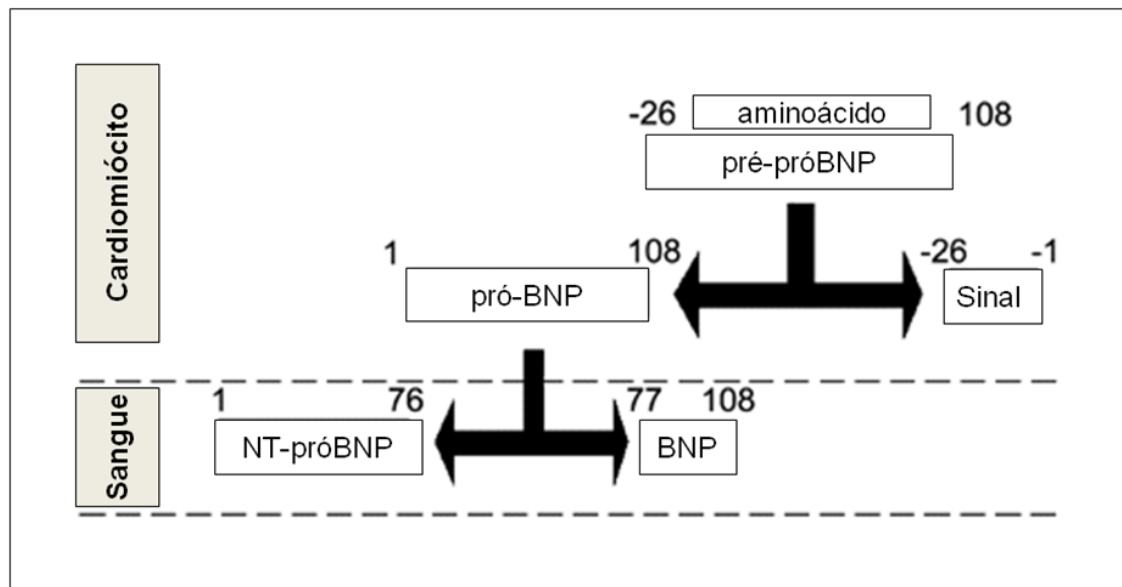 Cardiomiócito
-26 aminoácido 108
pré-próBNP
1 108 -26 -1
pró-BNP Sinal
Sangue
1 76 77 108
NT-próBNP BNP